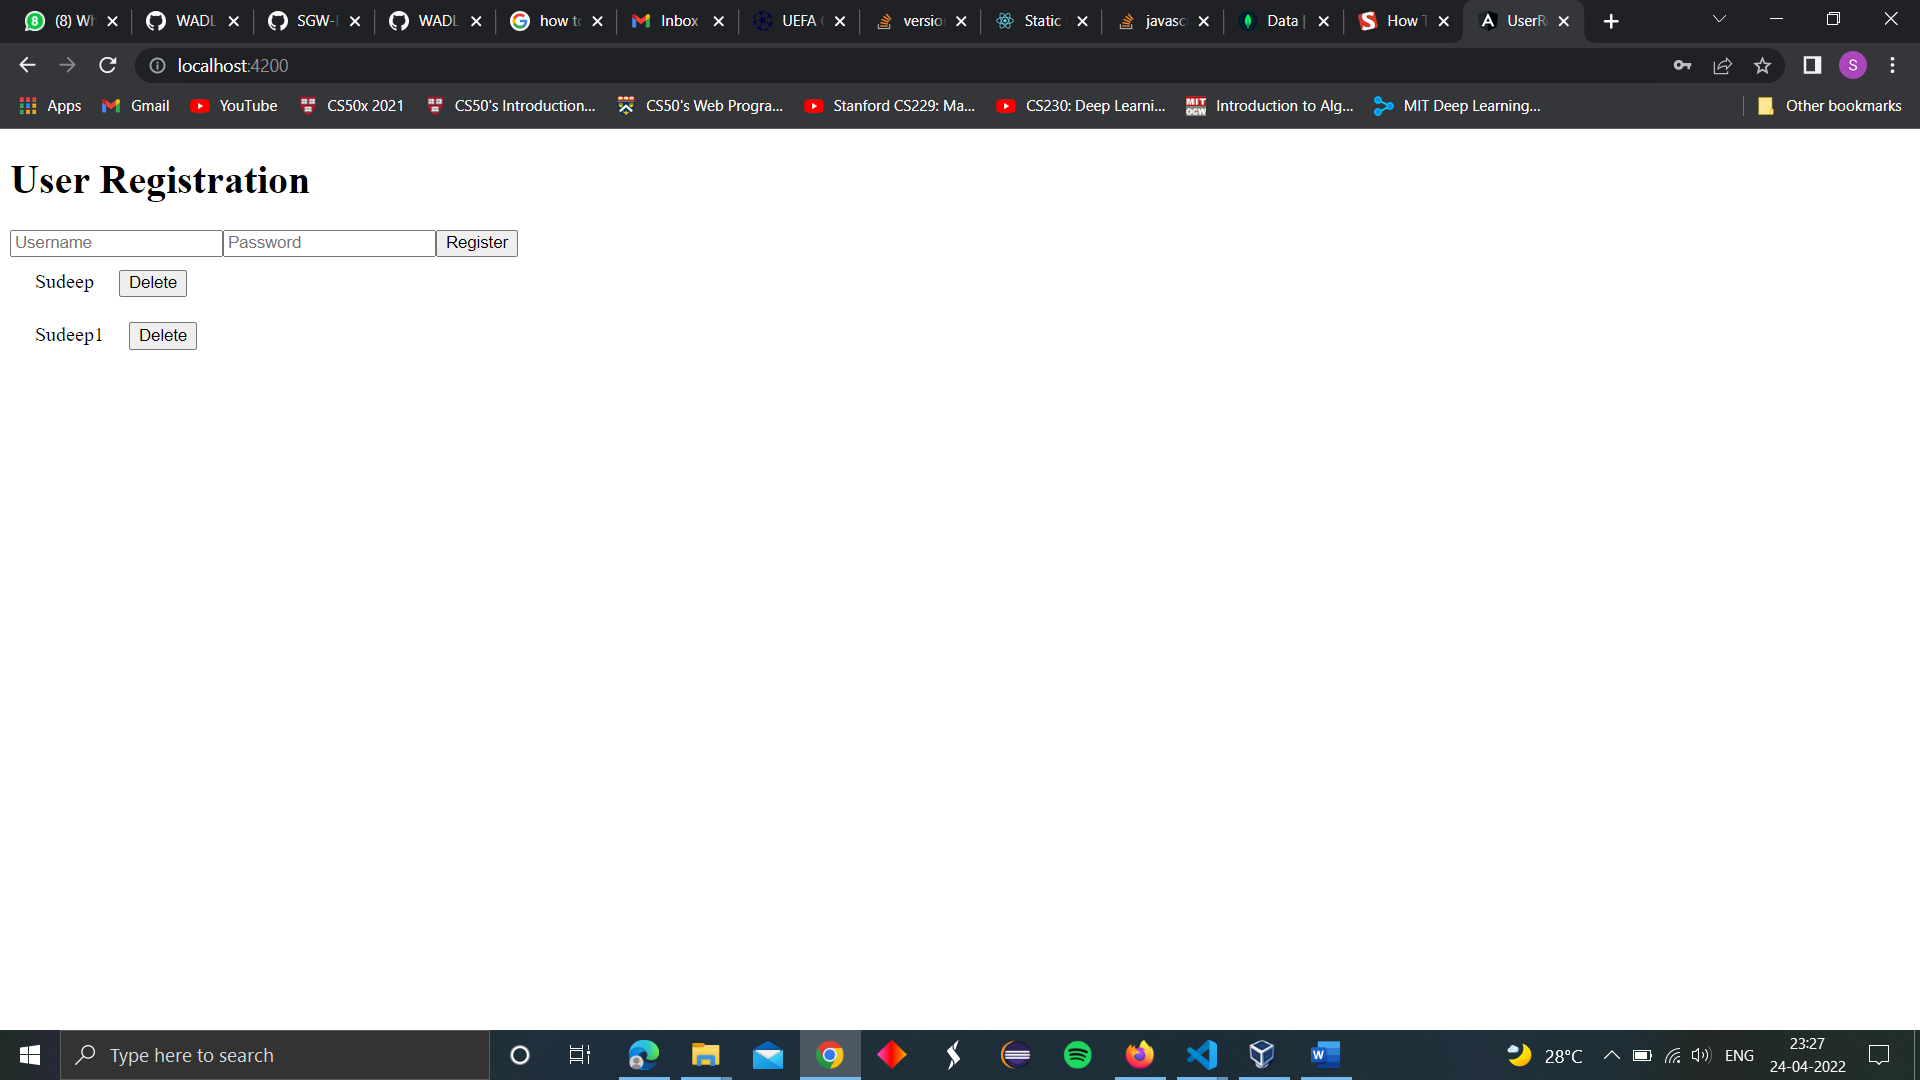 (8) Wh
WADL
SGW-
WADL
how to
Inbox
UEFA
version
Static
javasc
Data |
How T
UserR
localhost:4200
S
Apps
Gmail
YouTube
CS50x 2021
CS50's Introduction...
CS50's Web Progra...
Stanford CS229: Ma...
CS230: Deep Learni...
Introduction to Alg...
MIT Deep Learning...
Other bookmarks
User Registration
Username
Password
Register
Sudeep
Delete
Sudeep1
Delete
Type here to search
28°C
ENG
23:27
24-04-2022